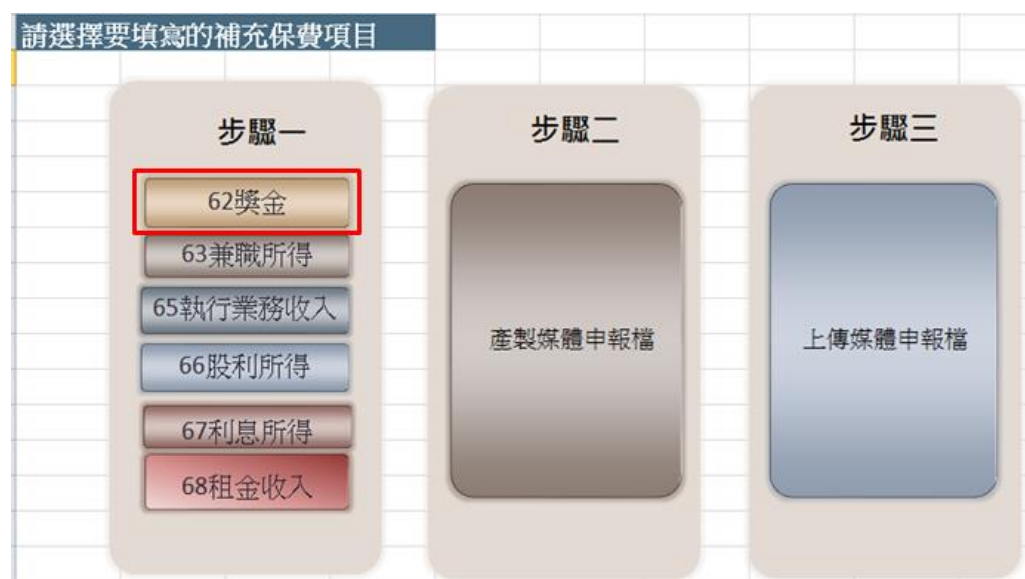 請選擇要填寫的補充保費項目
步驟一
62獎金
63兼職所得
65執行業務收入
66股利所得
67利息所得
68租金收入
步驟二
產製媒體申報檔
步驟三
上傳媒體申報檔